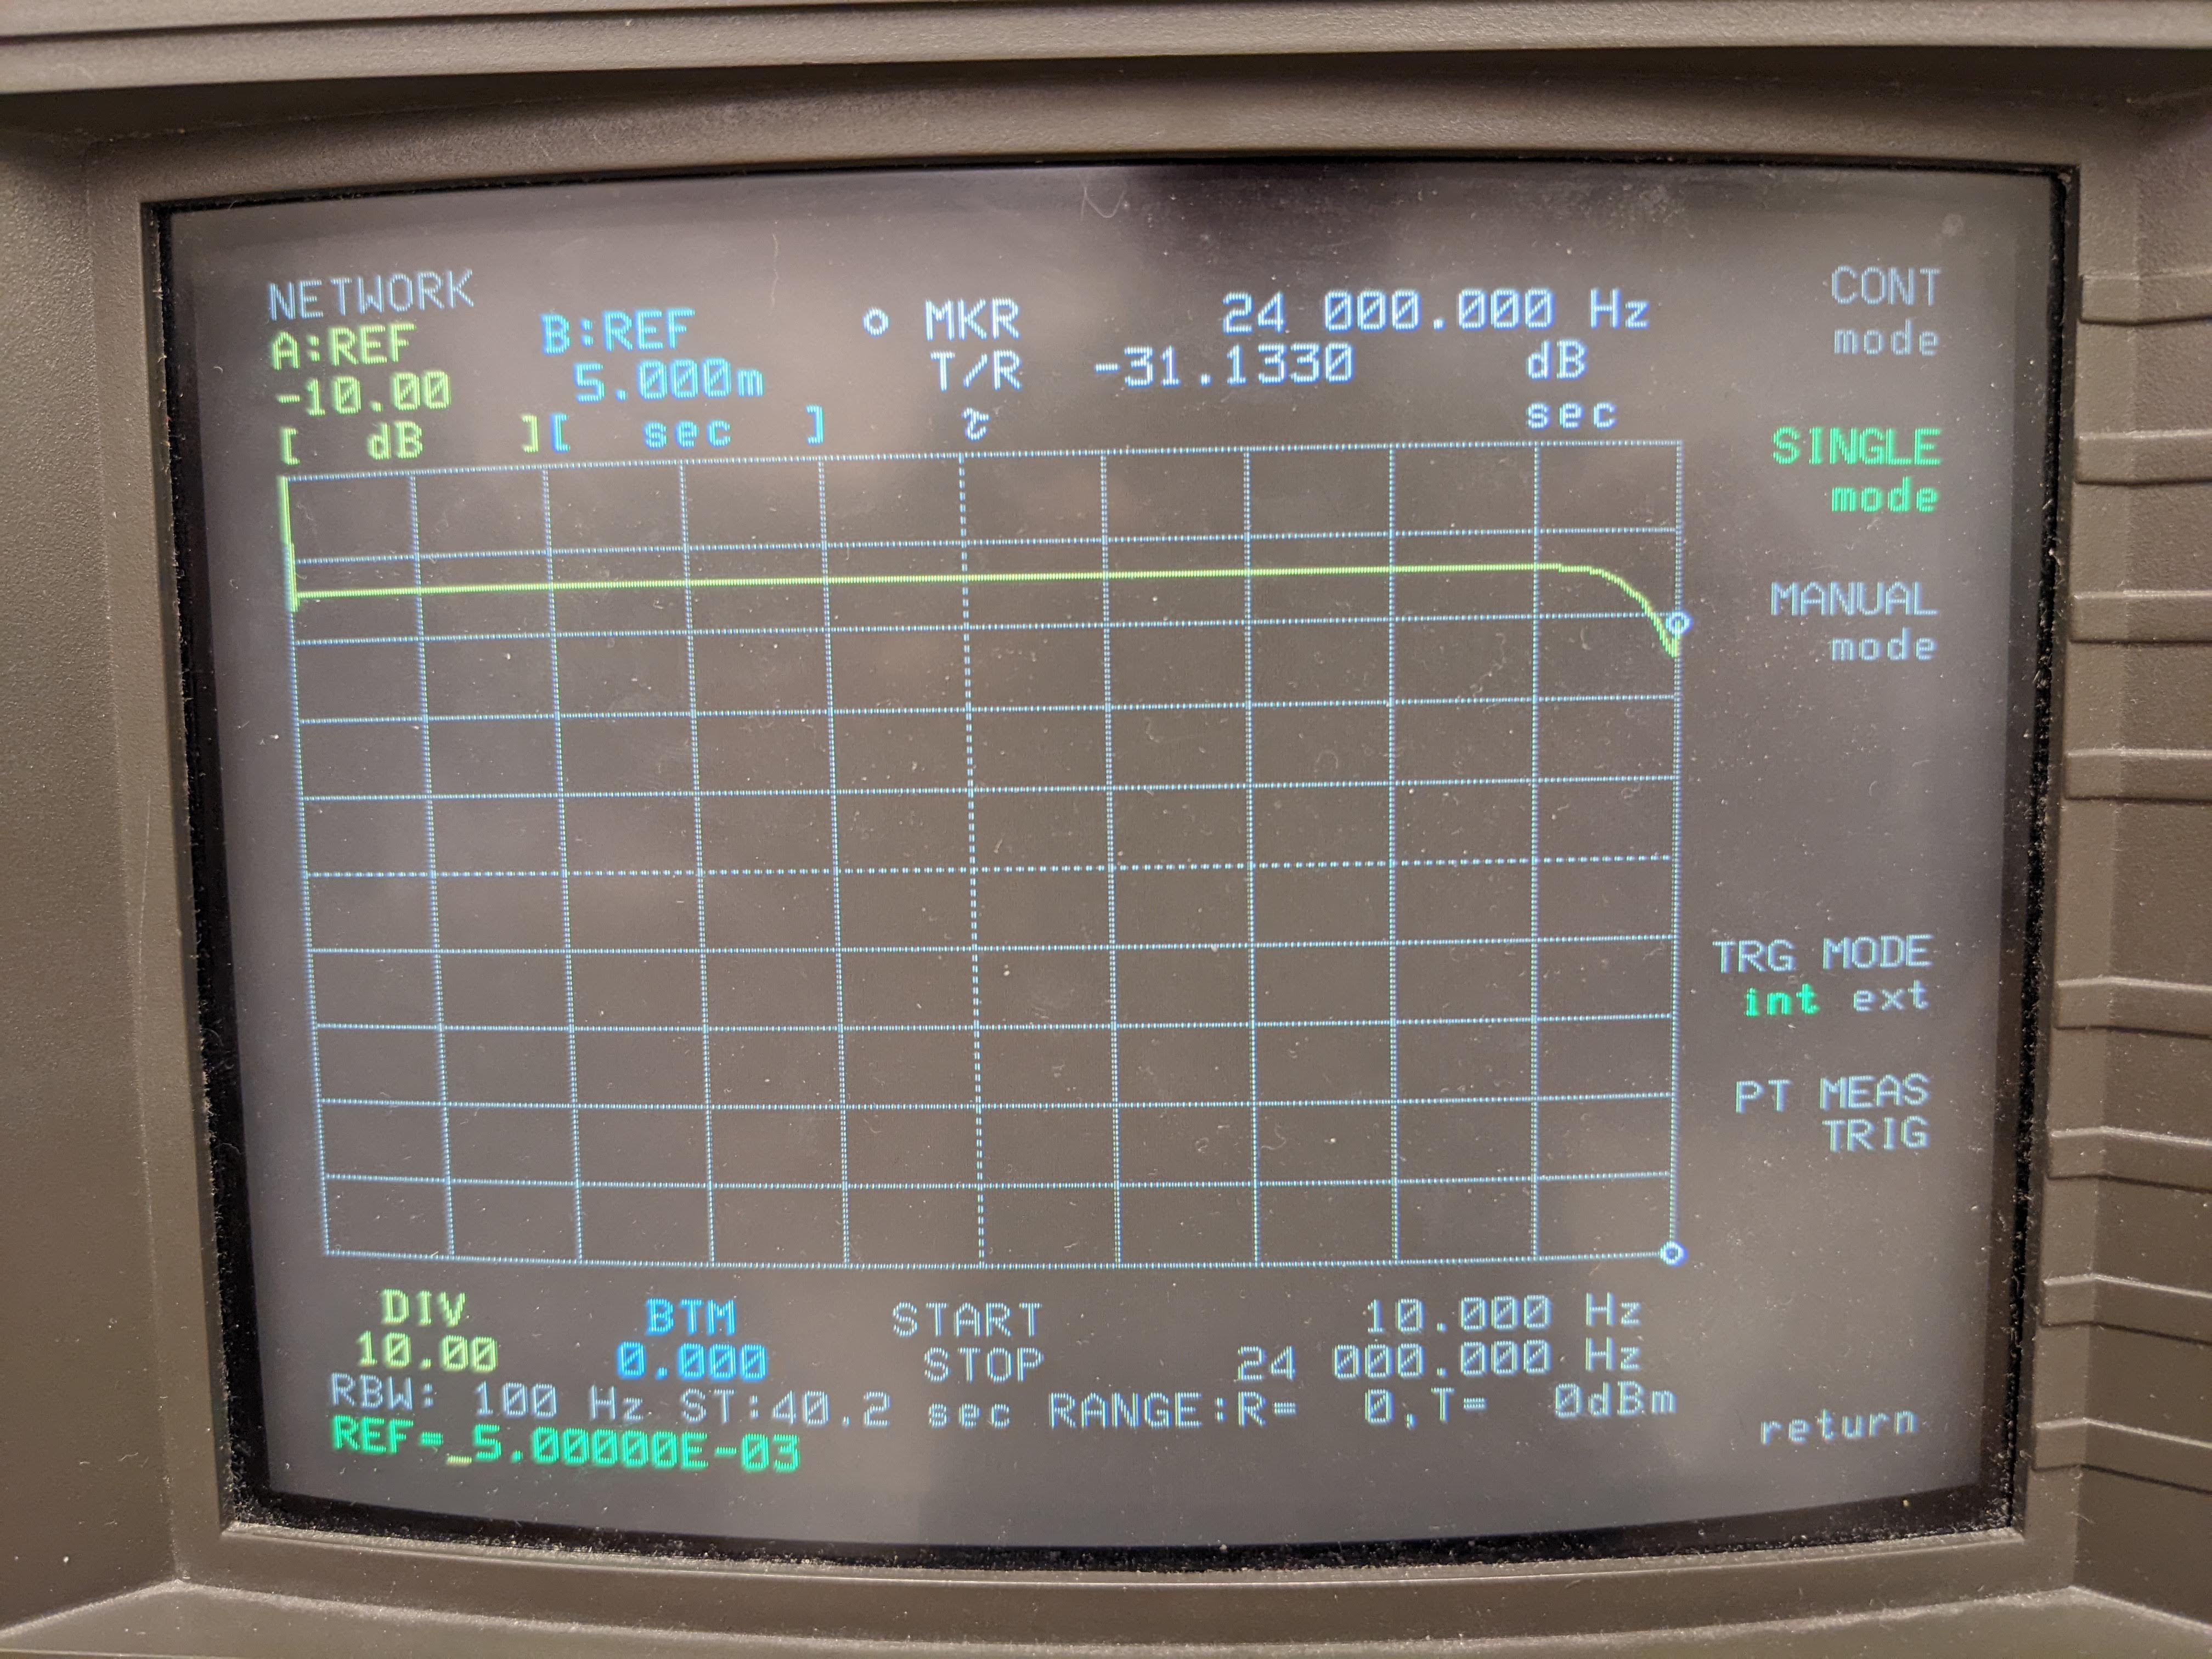 NETWORK
A:REF B:REF o MKR 24 000.000 Hz
-10.00 5.000m T/R -31.1330 dB
[ dB ][ sec ] τ sec
CONT
mode
SINGLE
mode
MANUAL
mode
TRG MODE
int ext
PT MEAS
TRIG
return
DIV BTM START 10.000 Hz
10.00 0.000 STOP 24 000.000 Hz
RBW: 100 Hz ST:40.2 sec RANGE:R= 0,T= 0dBm
REF=_5.00000E-03